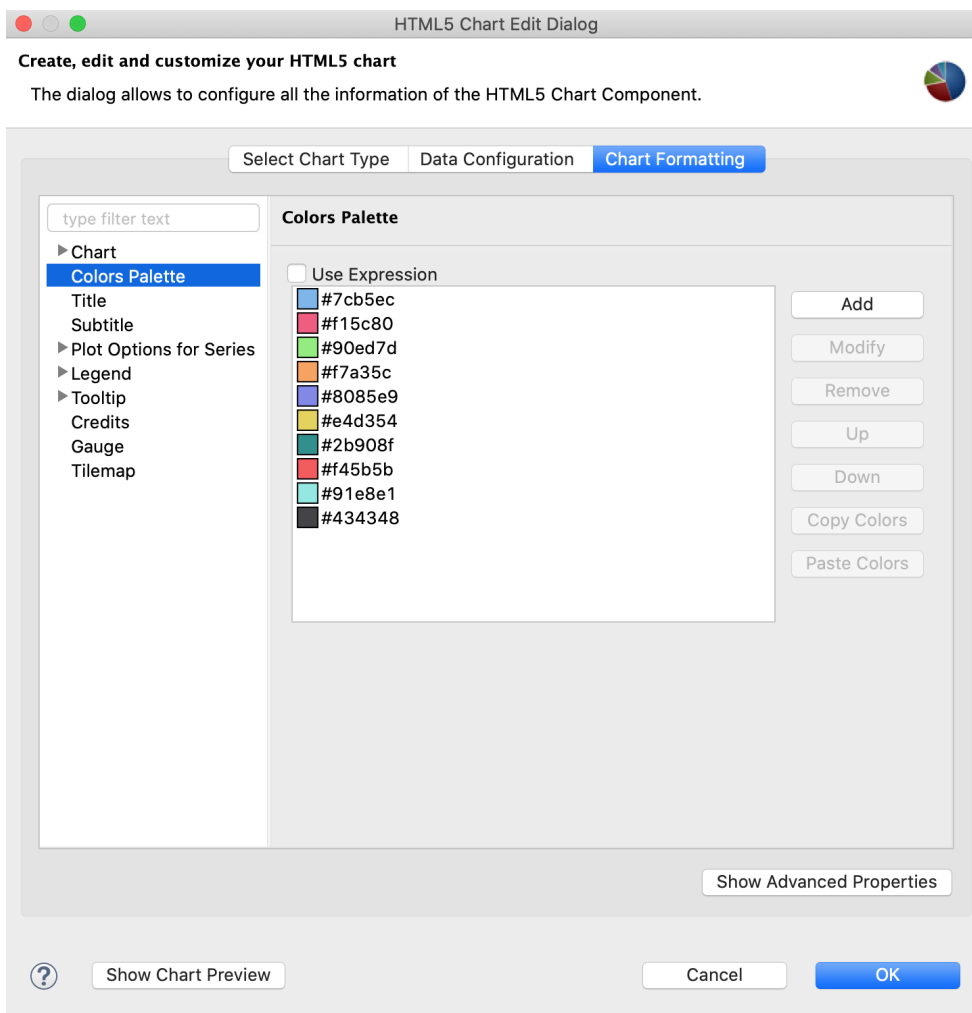 HTML5 Chart Edit Dialog
Create, edit and customize your HTML5 chart
The dialog allows to configure all the information of the HTML5 Chart Component.
Select Chart Type
Data Configuration
Chart Formatting
type filter text
Chart
Colors Palette
Title
Subtitle
Plot Options for Series
Legend
Tooltip
Credits
Gauge
Tilemap
Colors Palette
Use Expression
#7cb5ec
#f15c80
#90ed7d
#f7a35c
#8085e9
#e4d354
#2b908f
#f45b5b
#91e8e1
#434348
Add
Modify
Remove
Up
Down
Copy Colors
Paste Colors
Show Advanced Properties
?
Show Chart Preview
Cancel
OK